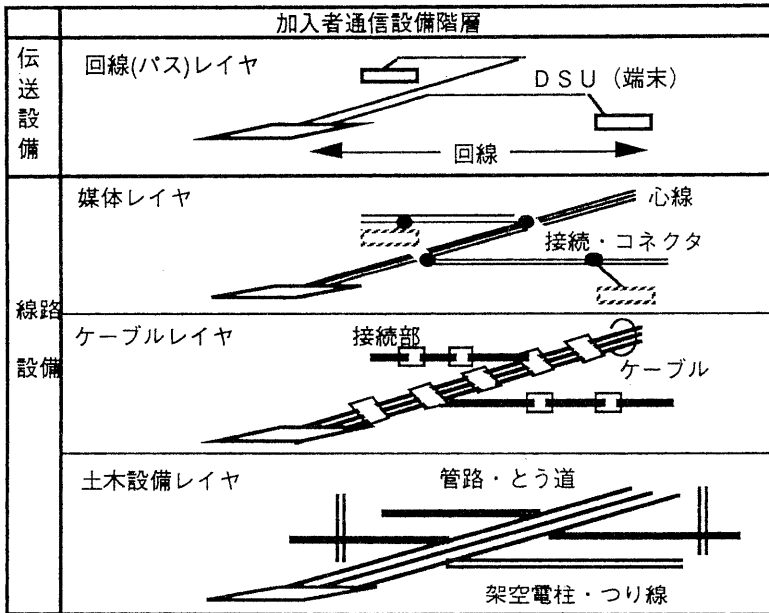 加入者通信設備階層
伝送設備
回線(パス)レイヤ
DSU（端末）
回線
線路設備
媒体レイヤ
心線
接続・コネクタ
ケーブルレイヤ
接続部
ケーブル
土木設備レイヤ
管路・とう道
架空電柱・つり線